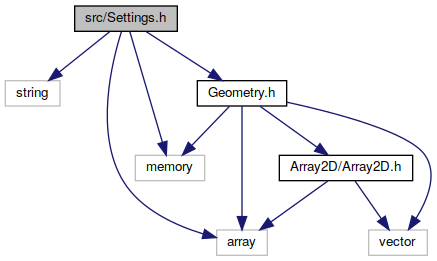 src/Settings.h
string
Geometry.h
memory
Array2D/Array2D.h
array
vector